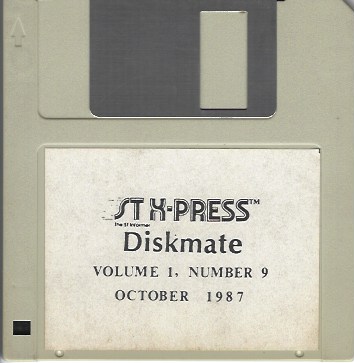 ST X-PRESS™
the ST informer
Diskmate
VOLUME 1, NUMBER 9
OCTOBER 1987